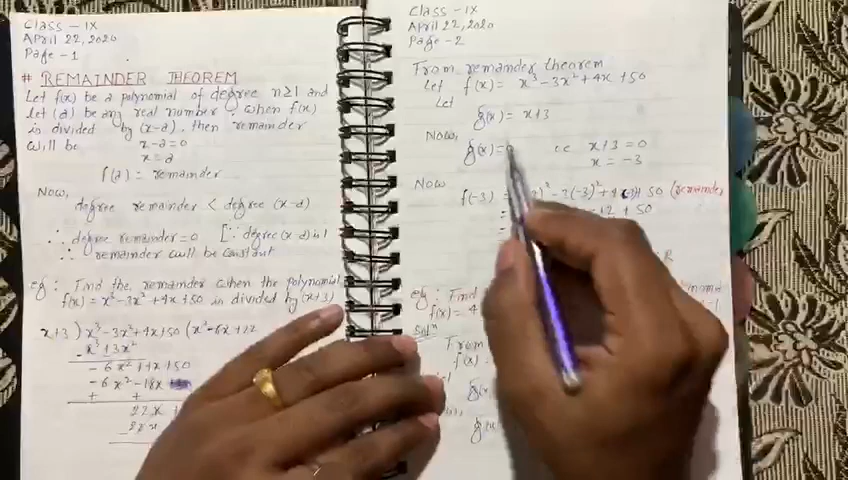 Class - IX
April 22, 2020
Page - 1
# REMAINDER THEOREM
Let f(x) be a polynomial of degree n≥1 and
let (a) be any real number. When f(x)
is divided by (x-a), then remainder
will be
x-a=0
x=a
f(a) = remainder
Now,
degree remainder < degree (x-a)
∴ degree remainder = 0 [∵ degree (x-a) is 1
∴ remainder will be constant
eg: Find the remainder when the polynomial
f(x) = x³-3x²+4x+50 is divided by (x+3)
x+3 ) x³-3x²+4x+50 ( x²-6x+22
- x³+3x²
- 6x²+4x+50
- 6x²-18x
+ +
22x
Class - IX
April 22, 2020
Page - 2
From remainder theorem
Let f(x) = x³-3x²+4x+50
Let
g(x) = x+3
Now,
g(x) = i.e x+3=0
x = -3
Now f(-3) = -3(-3)²+4 + 50 (remainder
= -12 + 50
=
R
eg: Find
f(x) = 4 -1
Solⁿ
From
f(x) =
g(x)
g(x)